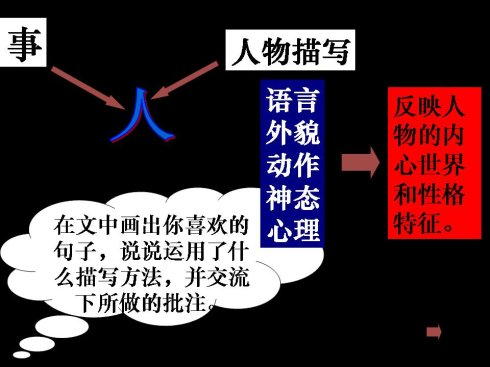 事
人物描写
人
语言
外貌
动作
神态
心理
反映人
物的内
心世界
和性格
特征。
在文中画出你喜欢的
句子，说说运用了什
么描写方法，并交流
下所做的批注。